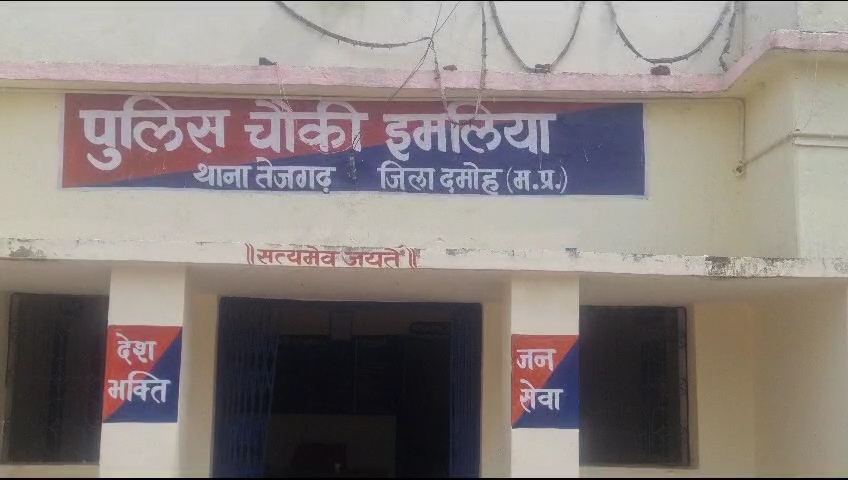 पुलिस चौकी इमलिया
थाना तेजगढ़ जिला दमोह (म.प्र.)
॥सत्यमेव जयते॥
देश
भक्ति
जन
सेवा